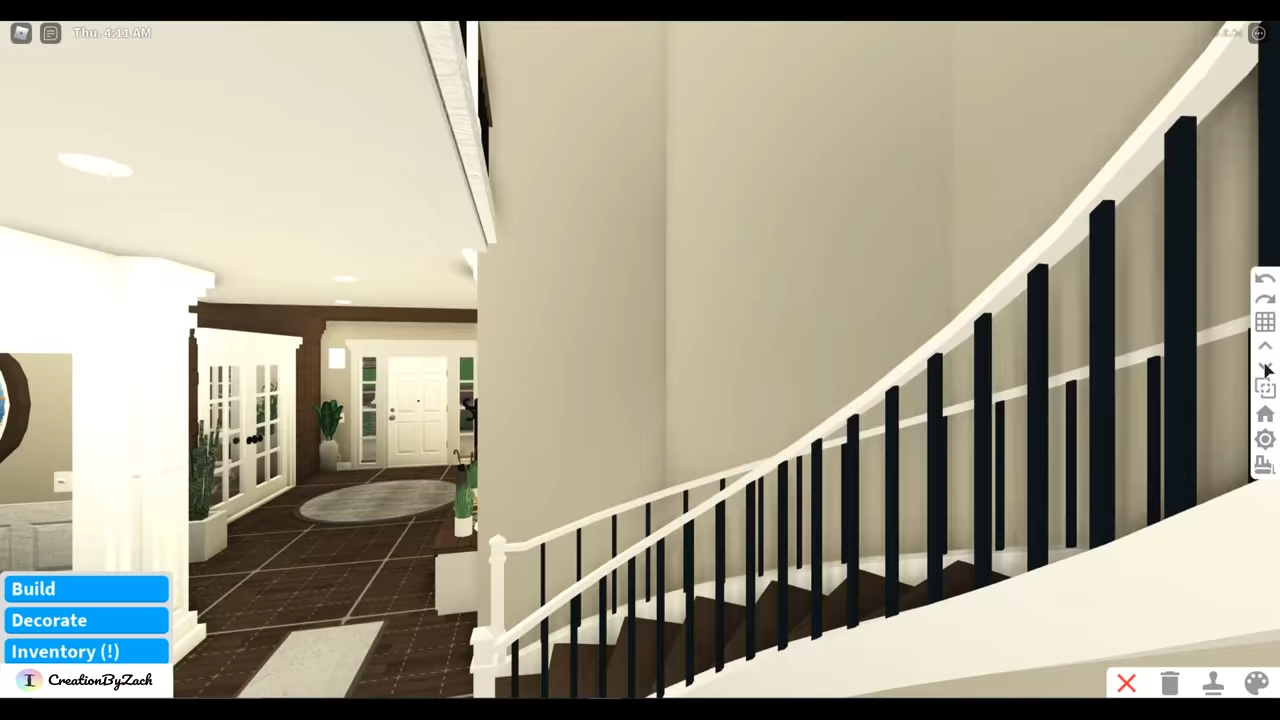 Thu. 4:11 AM
Build
Decorate
Inventory (!)
CreationByZach